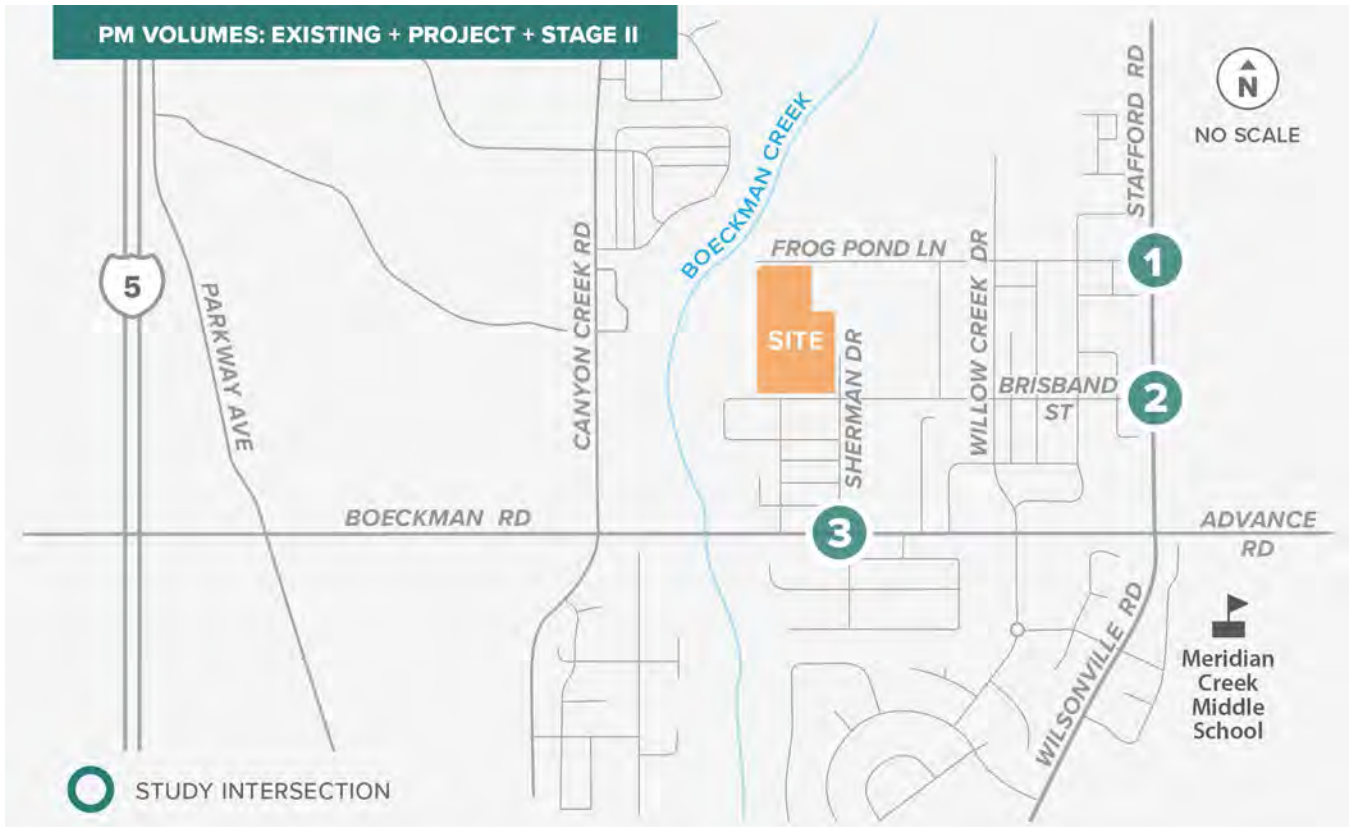 PM VOLUMES: EXISTING + PROJECT + STAGE II
N
NO SCALE
STAFFORD RD
BOECKMAN CREEK
FROG POND LN
1
5
PARKWAY AVE
CANYON CREEK RD
SITE
SHERMAN DR
WILLOW CREEK DR
BRISBAND
ST
2
BOECKMAN RD
3
ADVANCE
RD
WILSONVILLE RD
Meridian
Creek
Middle
School
STUDY INTERSECTION